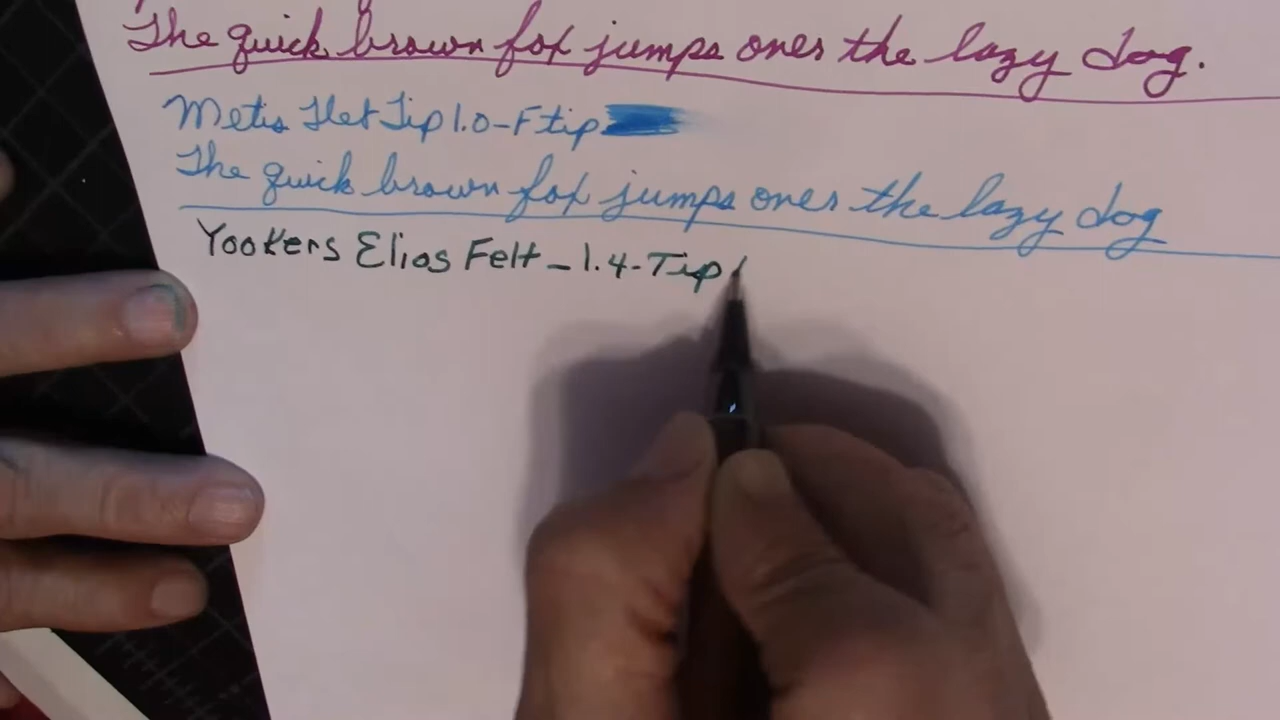 The quick brown fox jumps over the lazy dog.
Metis Flet Tip 1.0-F tip
The quick brown fox jumps over the lazy dog
Yookers Elios Felt - 1.4-Tip